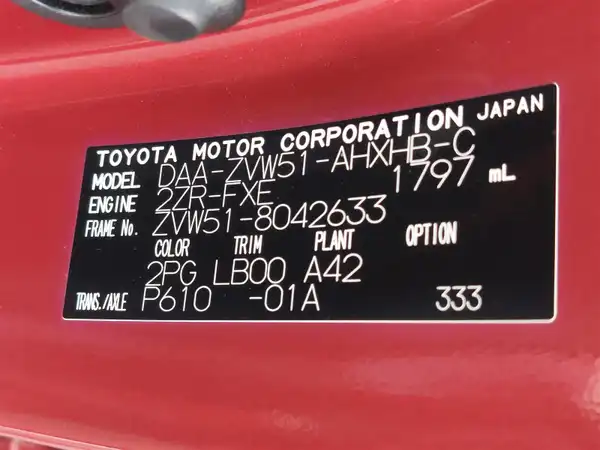 TOYOTA MOTOR CORPORATION JAPAN
MODEL DAA-ZVW51-AHXHB-C
ENGINE 2ZR-FXE 1797 mL
FRAME No. ZVW51-8042633
COLOR TRIM PLANT OPTION
2PG LB00 A42
TRANS./AXLE P610 -01A 333